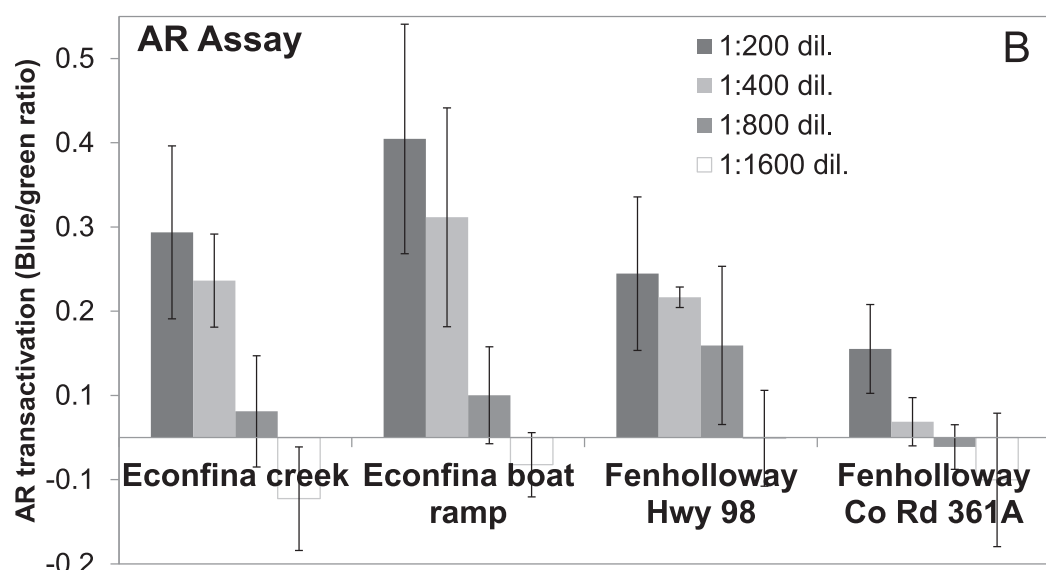 AR Assay
B
1:200 dil.
1:400 dil.
1:800 dil.
1:1600 dil.
AR transactivation (Blue/green ratio)
0.5
0.4
0.3
0.2
0.1
-0.1
-0.2
Econfina creek
Econfina boat
ramp
Fenholloway
Hwy 98
Fenholloway
Co Rd 361A